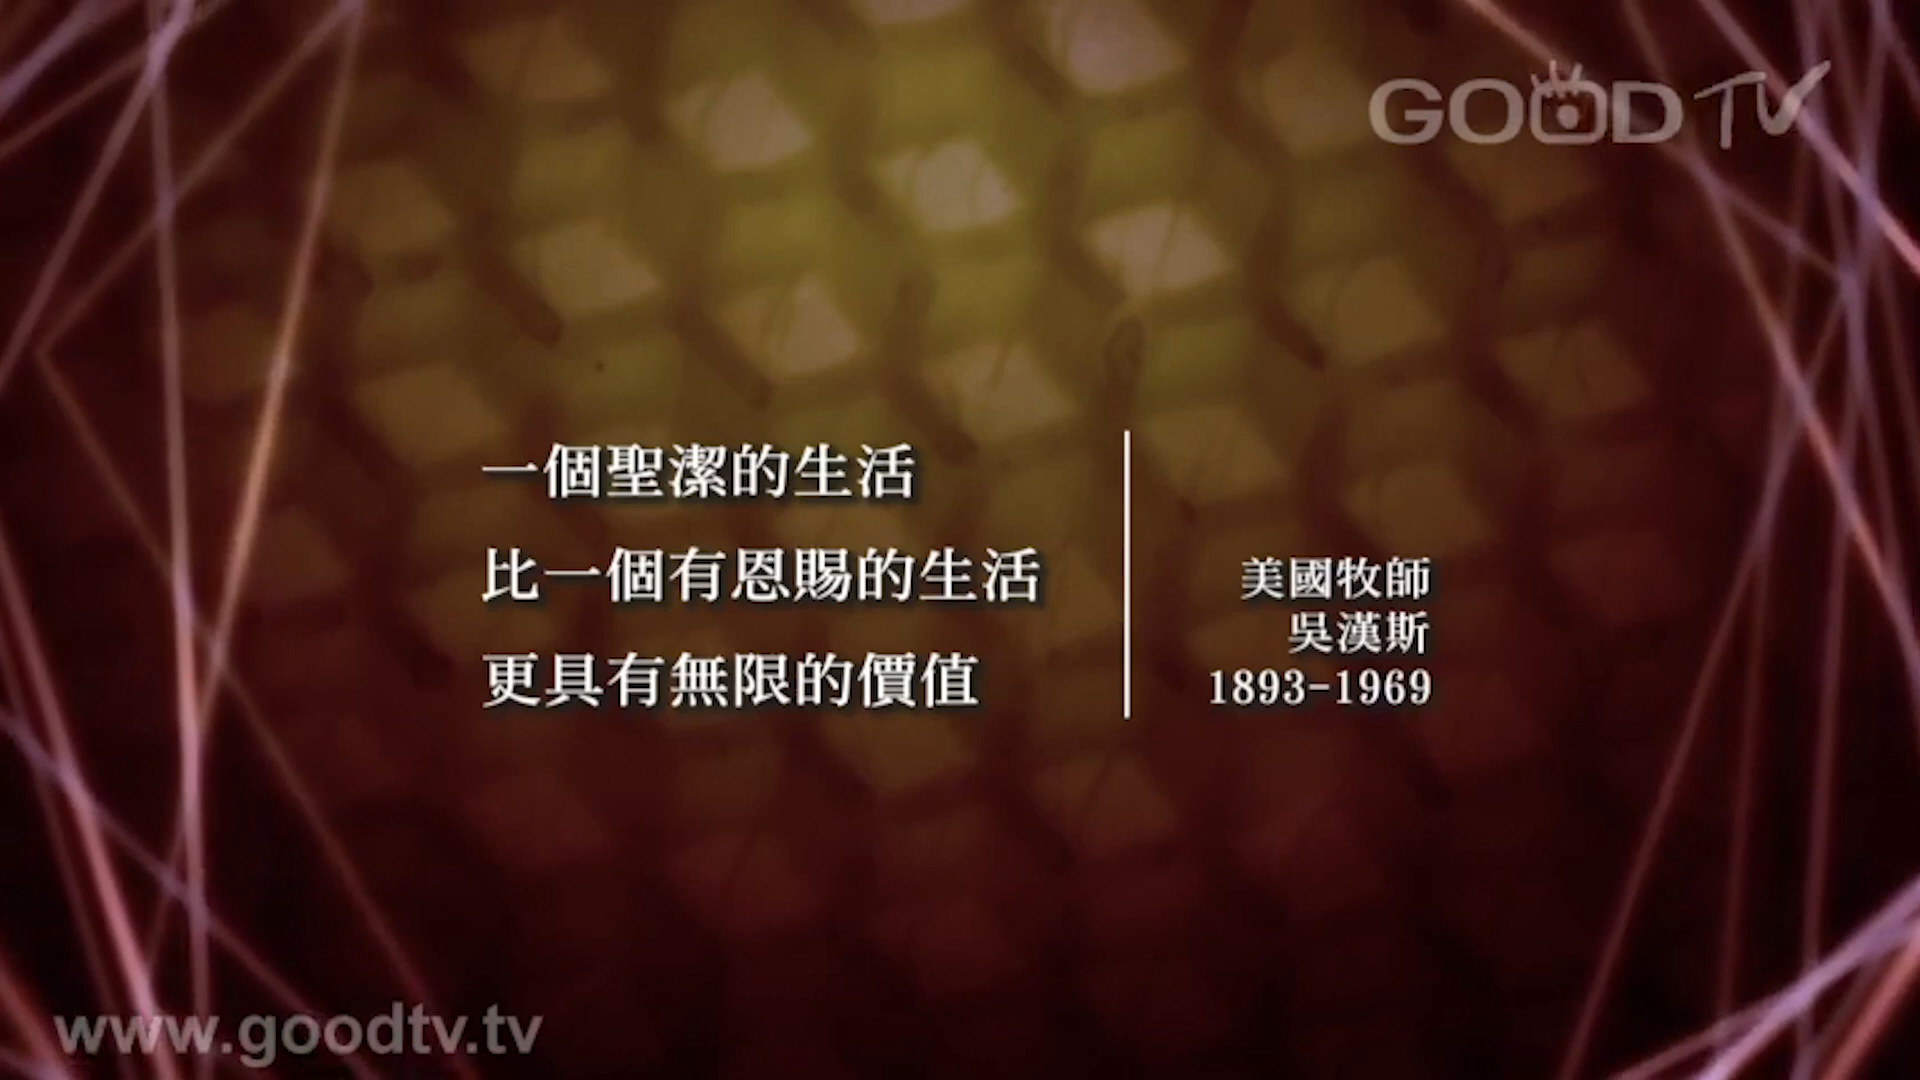 GOOD TV
一個聖潔的生活
比一個有恩賜的生活
更具有無限的價值
美國牧師
吳漢斯
1893-1969
www.goodtv.tv